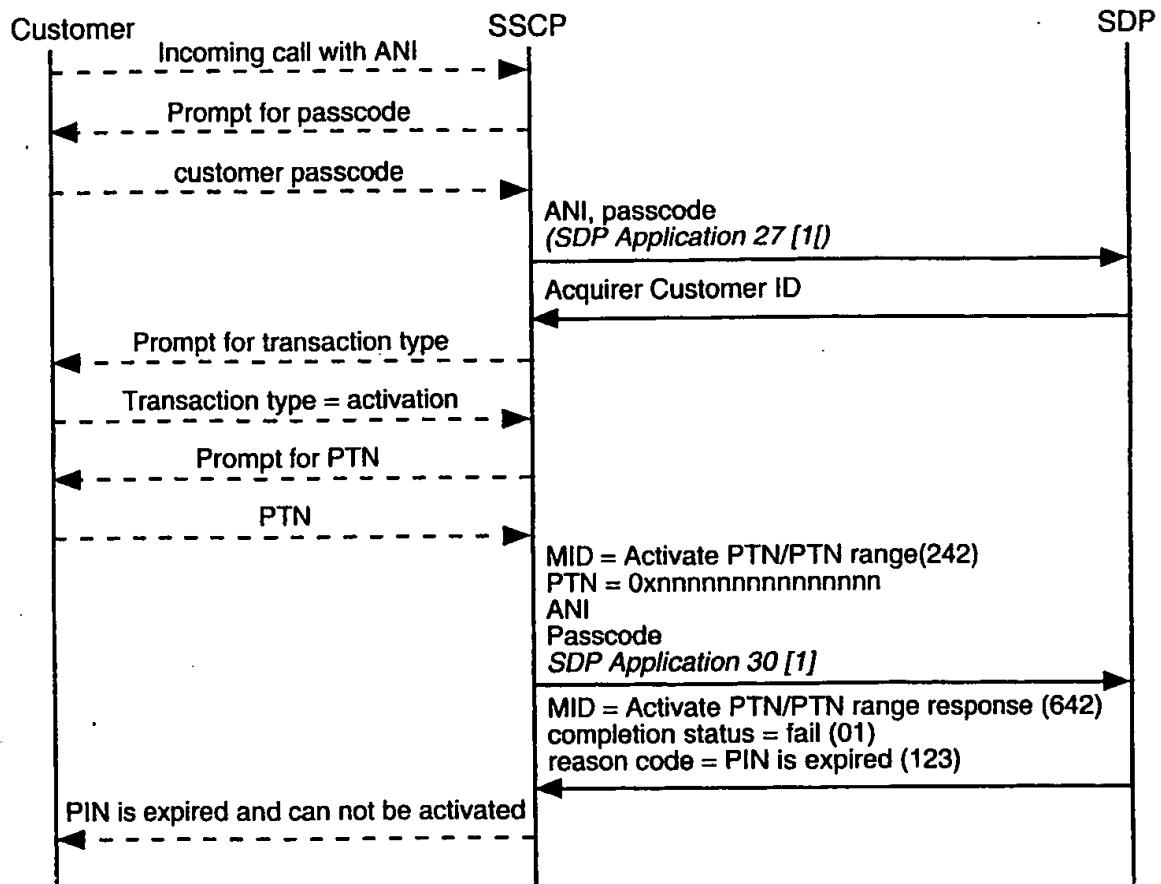 Customer
SSCP
SDP
Incoming call with ANI
Prompt for passcode
customer passcode
ANI, passcode
(SDP Application 27 [1[)
Acquirer Customer ID
Prompt for transaction type
Transaction type = activation
Prompt for PTN
PTN
MID = Activate PTN/PTN range(242)
PTN = 0xnnnnnnnnnnnnnnnn
ANI
Passcode
SDP Application 30 [1]
MID = Activate PTN/PTN range response (642)
completion status = fail (01)
reason code = PIN is expired (123)
PIN is expired and can not be activated